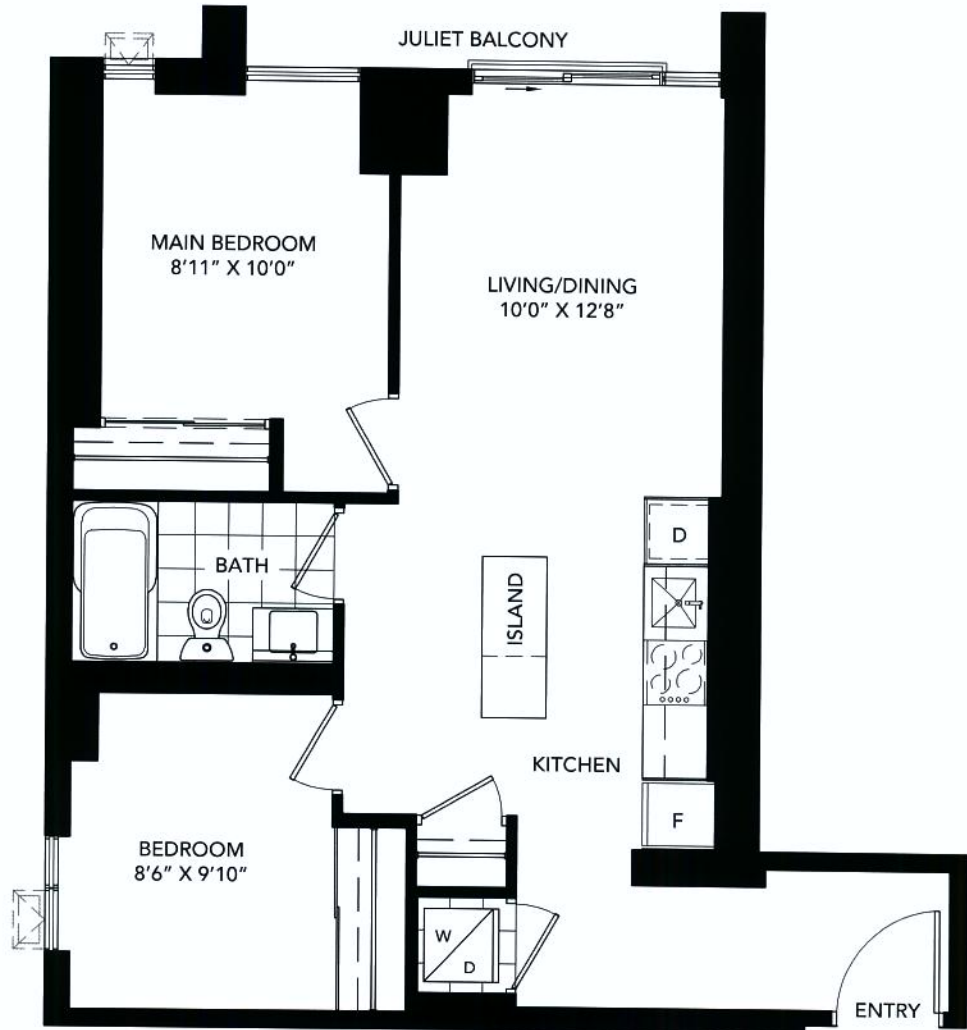 JULIET BALCONY
MAIN BEDROOM
8'11" X 10'0"
LIVING/DINING
10'0" X 12'8"
D
BATH
ISLAND
KITCHEN
F
BEDROOM
8'6" X 9'10"
W
D
ENTRY